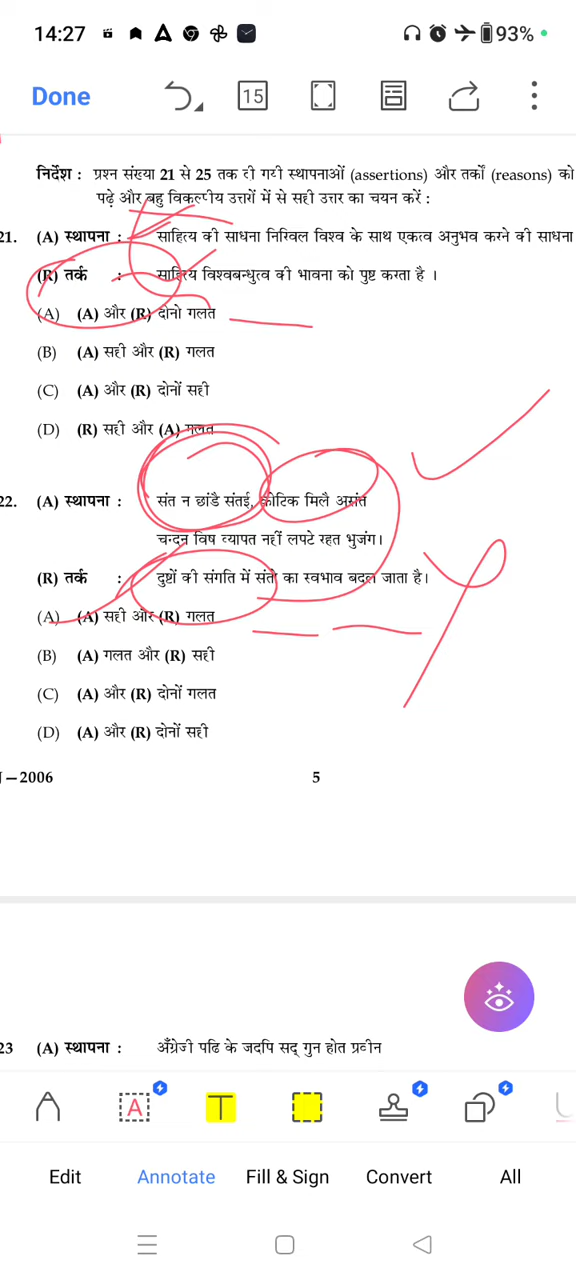 14:27
93%
Done
15
निर्देश : प्रश्न संख्या 21 से 25 तक दी गयी स्थापनाओं (assertions) और तर्कों (reasons) को
पढ़े और बहु विकल्पीय उत्तरों में से सही उत्तर का चयन करें :
21. (A) स्थापना : साहित्य की साधना निखिल विश्व के साथ एकत्व अनुभव करने की साधना
(R) तर्क : साहित्य विश्वबन्धुत्व की भावना को पुष्ट करता है ।
(A) (A) और (R) दोनो गलत
(B) (A) सही और (R) गलत
(C) (A) और (R) दोनों सही
(D) (R) सही और (A) गलत
22. (A) स्थापना : संत न छांडै संतई, कोटिक मिलै असंत
चन्दन विष व्यापत नहीं लपटे रहत भुजंग।
(R) तर्क : दुष्टों की संगति में संतों का स्वभाव बदल जाता है।
(A) (A) सही और (R) गलत
(B) (A) गलत और (R) सही
(C) (A) और (R) दोनों गलत
(D) (A) और (R) दोनों सही
–2006 5
23 (A) स्थापना : अँग्रेजी पढि के जदपि सद् गुन होत प्रवीन
A T
Edit Annotate Fill & Sign Convert All